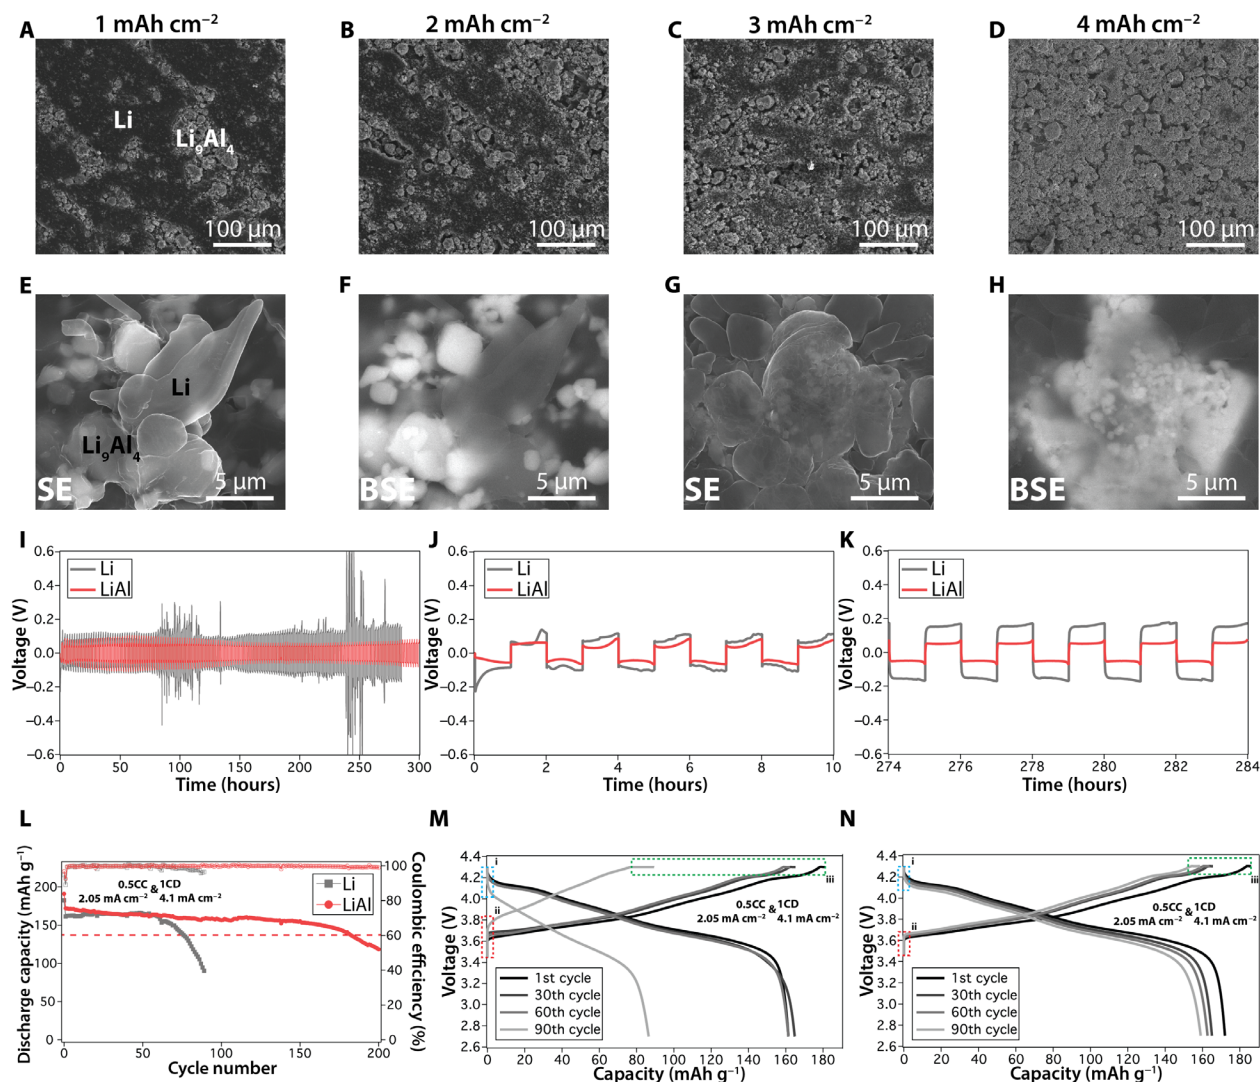 A 1 mAh cm⁻² B 2 mAh cm⁻² C 3 mAh cm⁻² D 4 mAh cm⁻²
Li
Li₉Al₄
100 μm 100 μm 100 μm 100 μm
E F G H
Li
Li₉Al₄
5 μm 5 μm 5 μm 5 μm
SE BSE SE BSE
I
Voltage (V)
0.6
0.4
0.2
0.0
−0.2
−0.4
−0.6
Li
LiAl
0 50 100 150 200 250 300
Time (hours)
J
Voltage (V)
0.6
0.4
0.2
0.0
−0.2
−0.4
−0.6
Li
LiAl
0 2 4 6 8 10
Time (hours)
K
Voltage (V)
0.6
0.4
0.2
0.0
−0.2
−0.4
−0.6
Li
LiAl
274 276 278 280 282 284
Time (hours)
L
Discharge capacity (mAh g⁻¹)
200
150
100
50
0
0.5CC & 1CD
2.05 mA cm⁻² 4.1 mA cm⁻²
Li
LiAl
100
80
60
40
20
0
Coulombic efficiency (%)
0 50 100 150 200
Cycle number
M
Voltage (V)
4.4
4.2
4.0
3.8
3.6
3.4
3.2
3.0
2.8
2.6
i
ii
iii
0.5CC & 1CD
2.05 mA cm⁻² 4.1 mA cm⁻²
1st cycle
30th cycle
60th cycle
90th cycle
0 20 40 60 80 100 120 140 160 180
Capacity (mAh g⁻¹)
N
Voltage (V)
4.4
4.2
4.0
3.8
3.6
3.4
3.2
3.0
2.8
2.6
i
ii
iii
0.5CC & 1CD
2.05 mA cm⁻² 4.1 mA cm⁻²
1st cycle
30th cycle
60th cycle
90th cycle
0 20 40 60 80 100 120 140 160 180
Capacity (mAh g⁻¹)